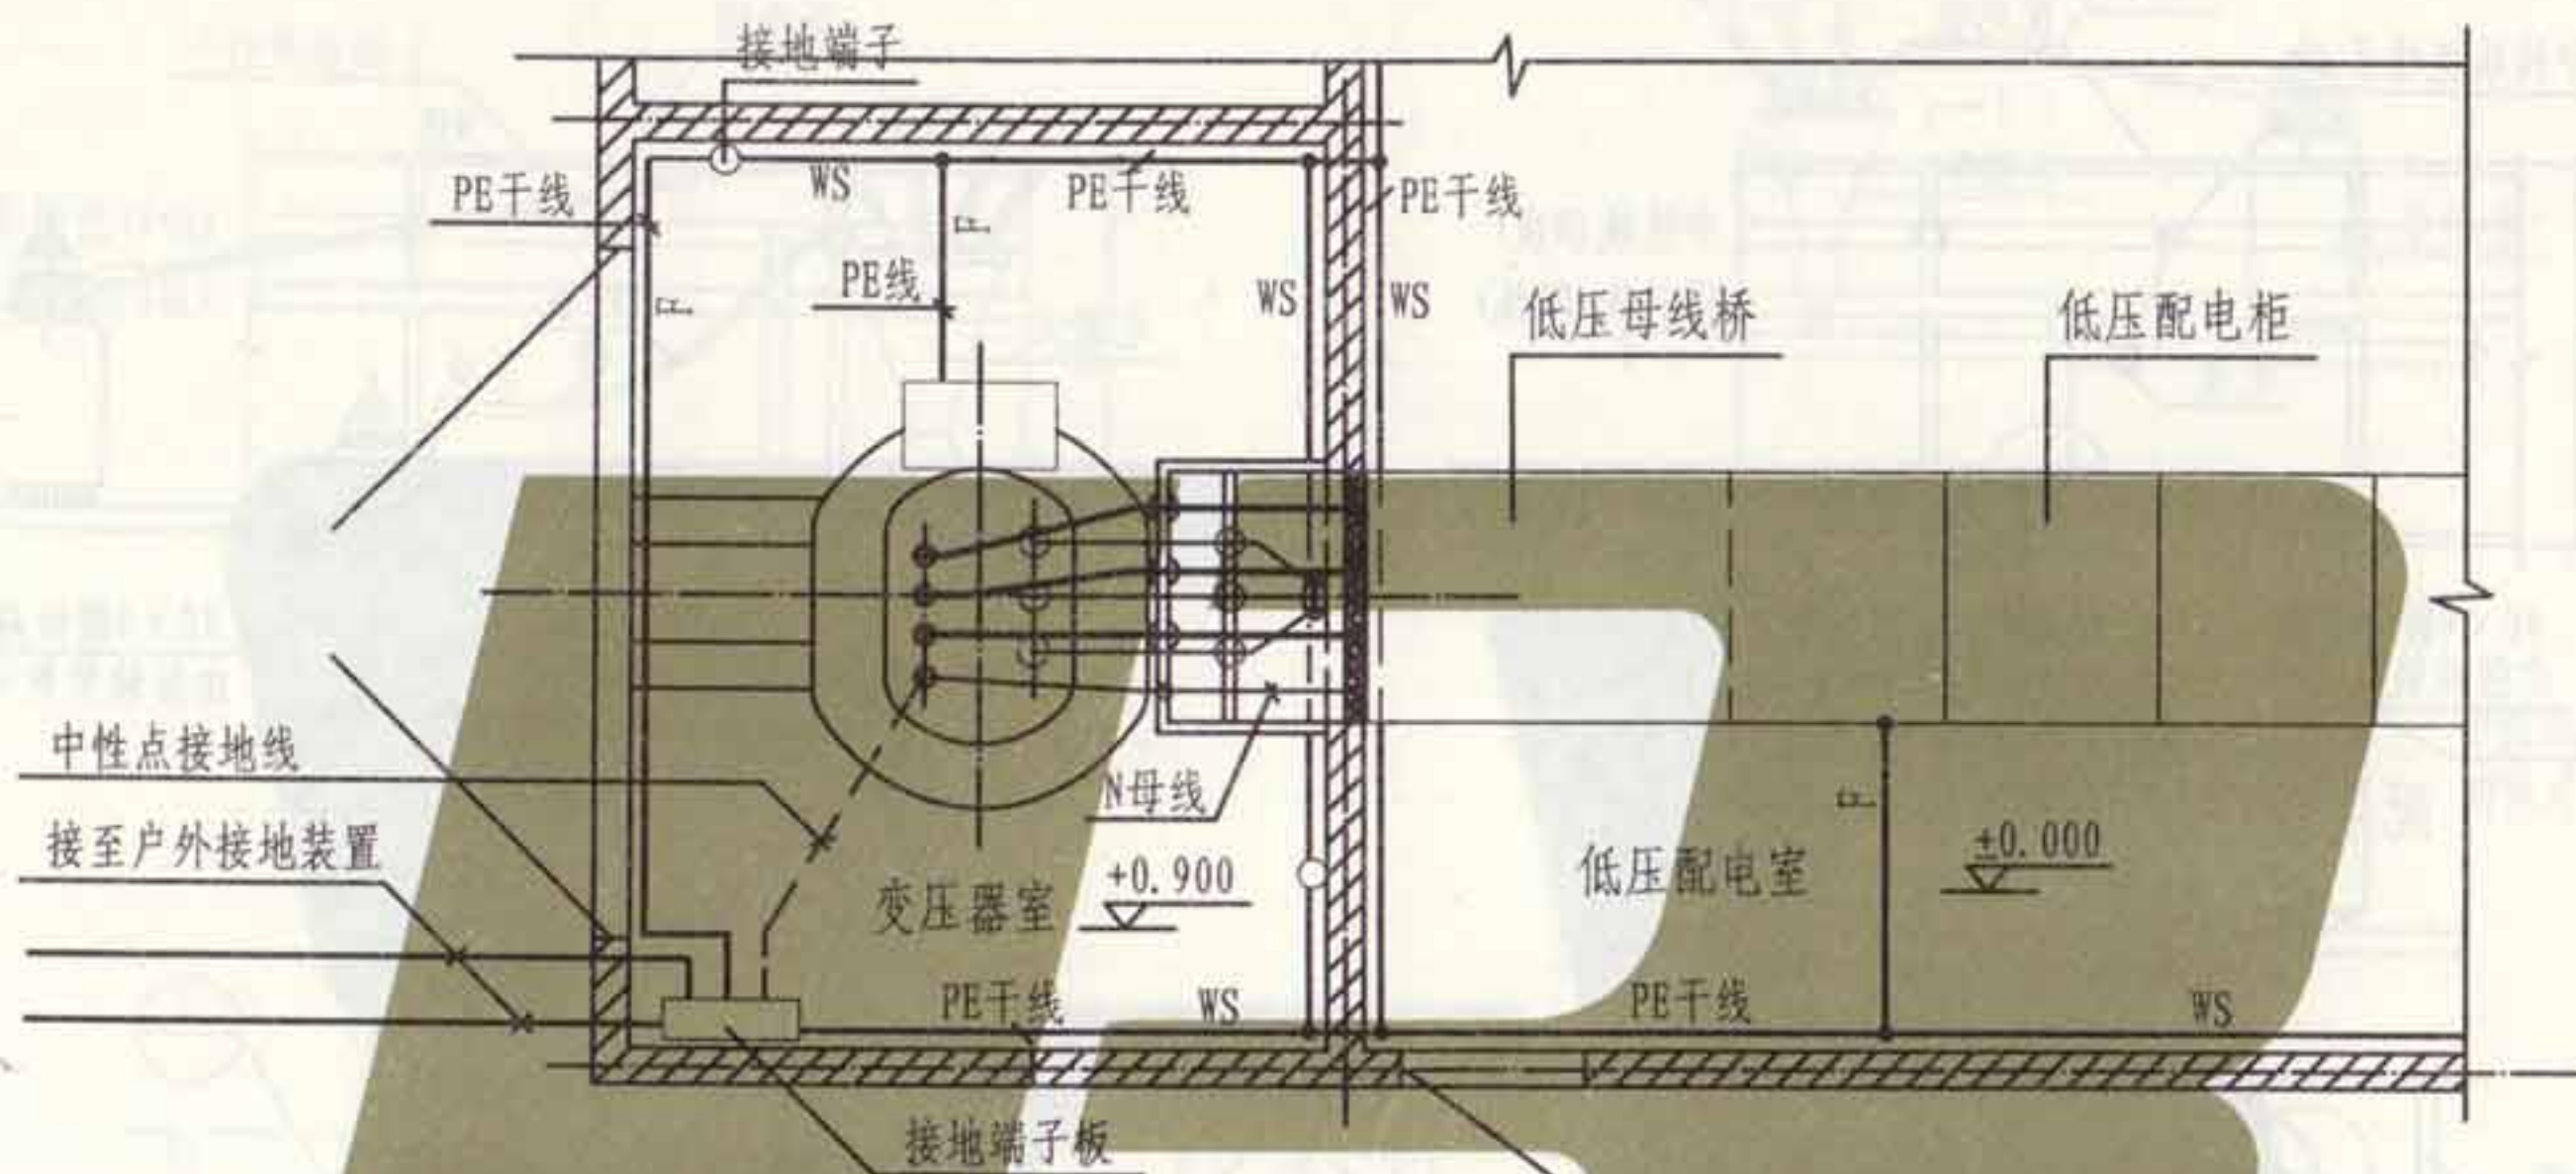 接地端子
PE干线
WS
PE干线
PE干线
F
PE线
F
WS
WS
低压母线桥
低压配电柜
中性点接地线
N母线
接至户外接地装置
变压器室
+0.900
低压配电室
±0.000
F
PE干线
WS
PE干线
WS
接地端子板